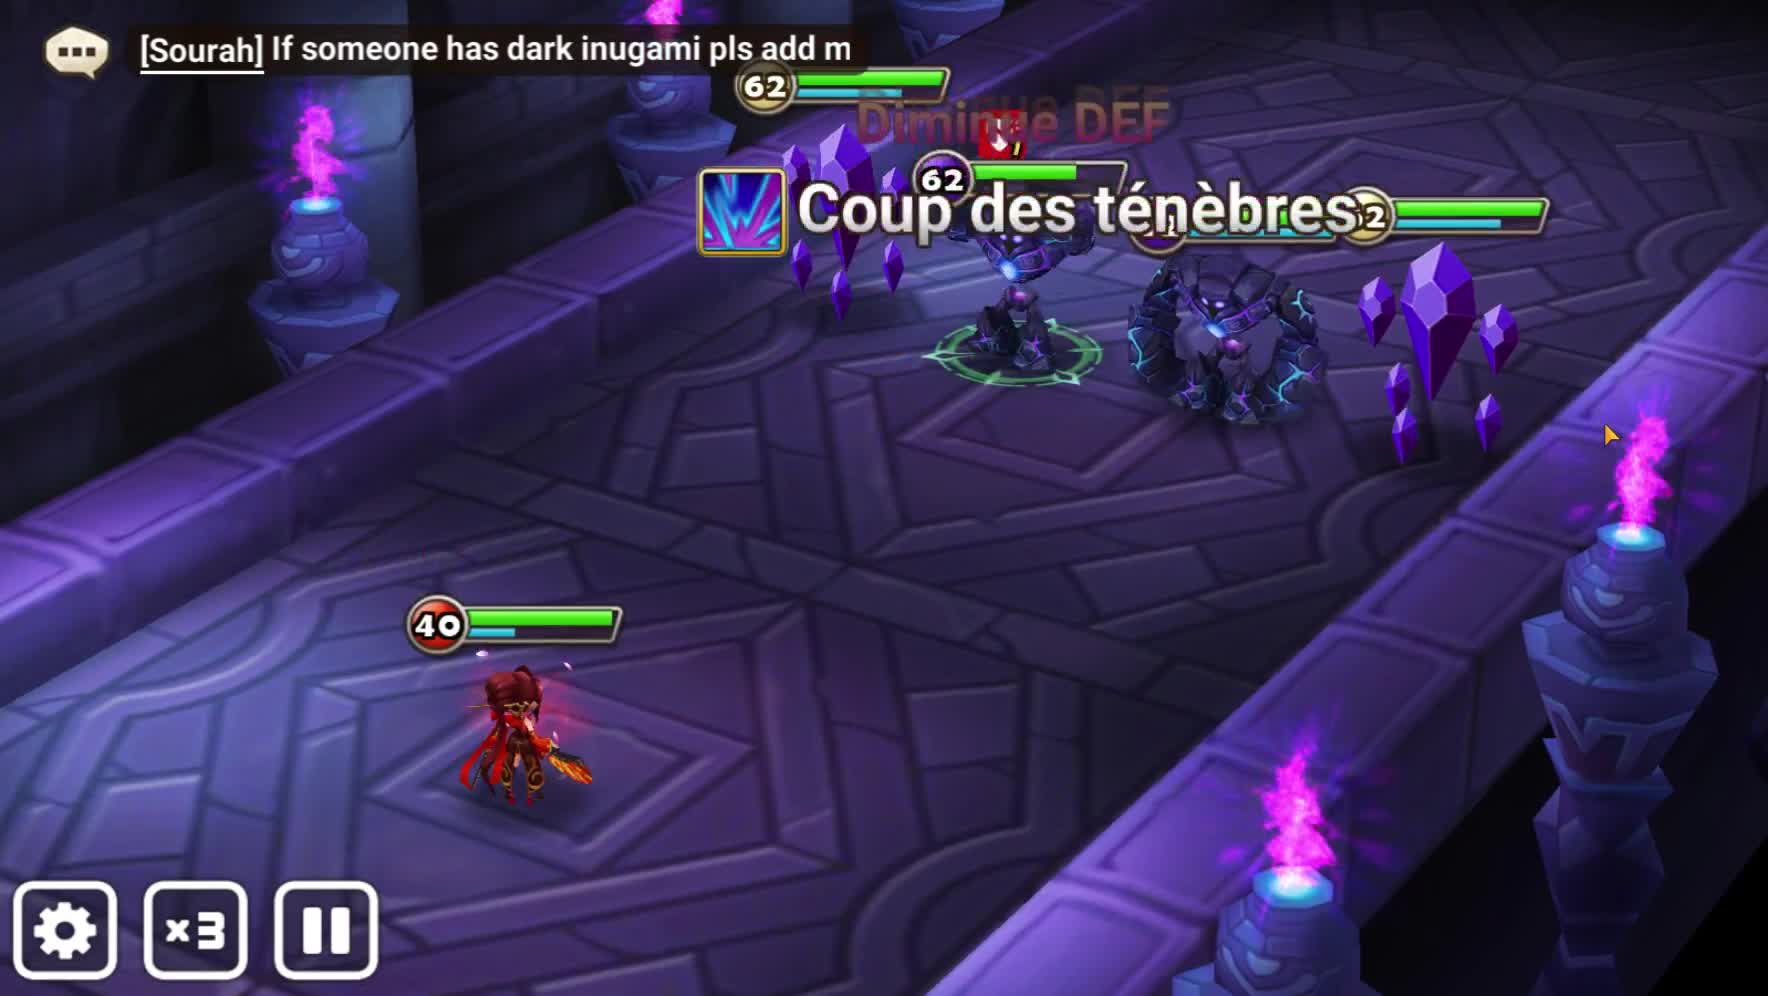 [Sourah] If someone has dark inugami pls add m
62
Diminue DEF
62
Coup des ténèbres
40
×3